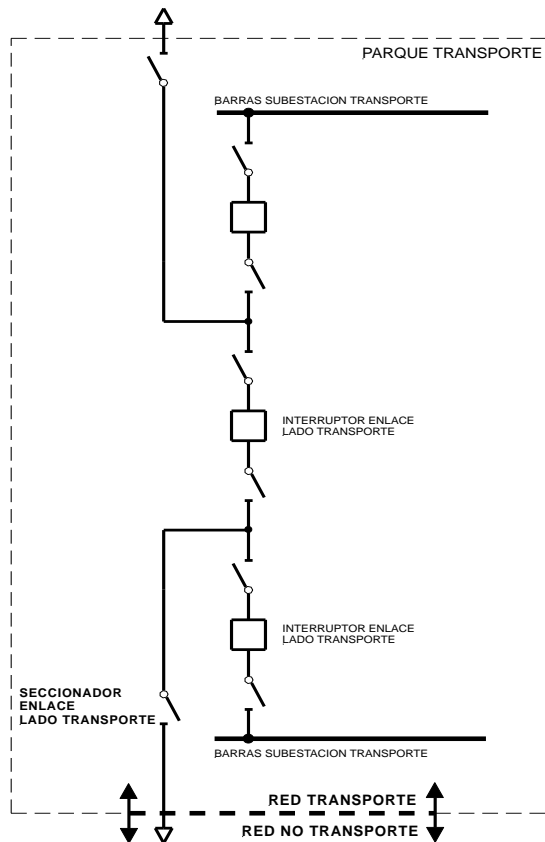 PARQUE TRANSPORTE
BARRAS SUBESTACION TRANSPORTE
INTERRUPTOR ENLACE
LADO TRANSPORTE
INTERRUPTOR ENLACE
LADO TRANSPORTE
SECCIONADOR
ENLACE
LADO TRANSPORTE
BARRAS SUBESTACION TRANSPORTE
RED TRANSPORTE
RED NO TRANSPORTE